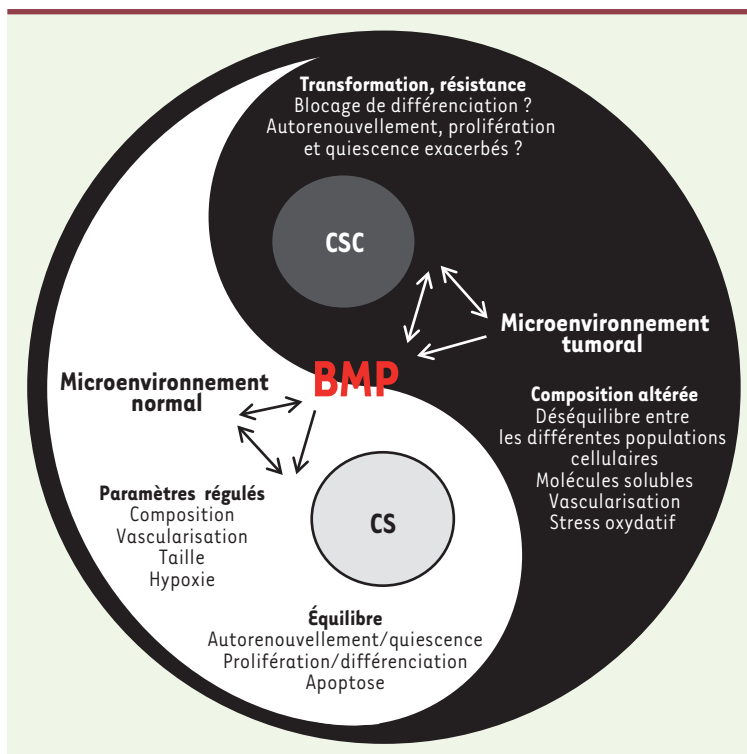 Transformation, résistance
Blocage de différenciation ?
Autorenouvellement, prolifération
et quiescence exacerbés ?
CSC
Microenvironnement
tumoral
BMP
Microenvironnement
normal
Composition altérée
Déséquilibre entre
les différentes populations
cellulaires
Molécules solubles
Vascularisation
Stress oxydatif
Paramètres régulés
Composition
Vascularisation
Taille
Hypoxie
CS
Équilibre
Autorenouvellement/quiescence
Prolifération/différenciation
Apoptose